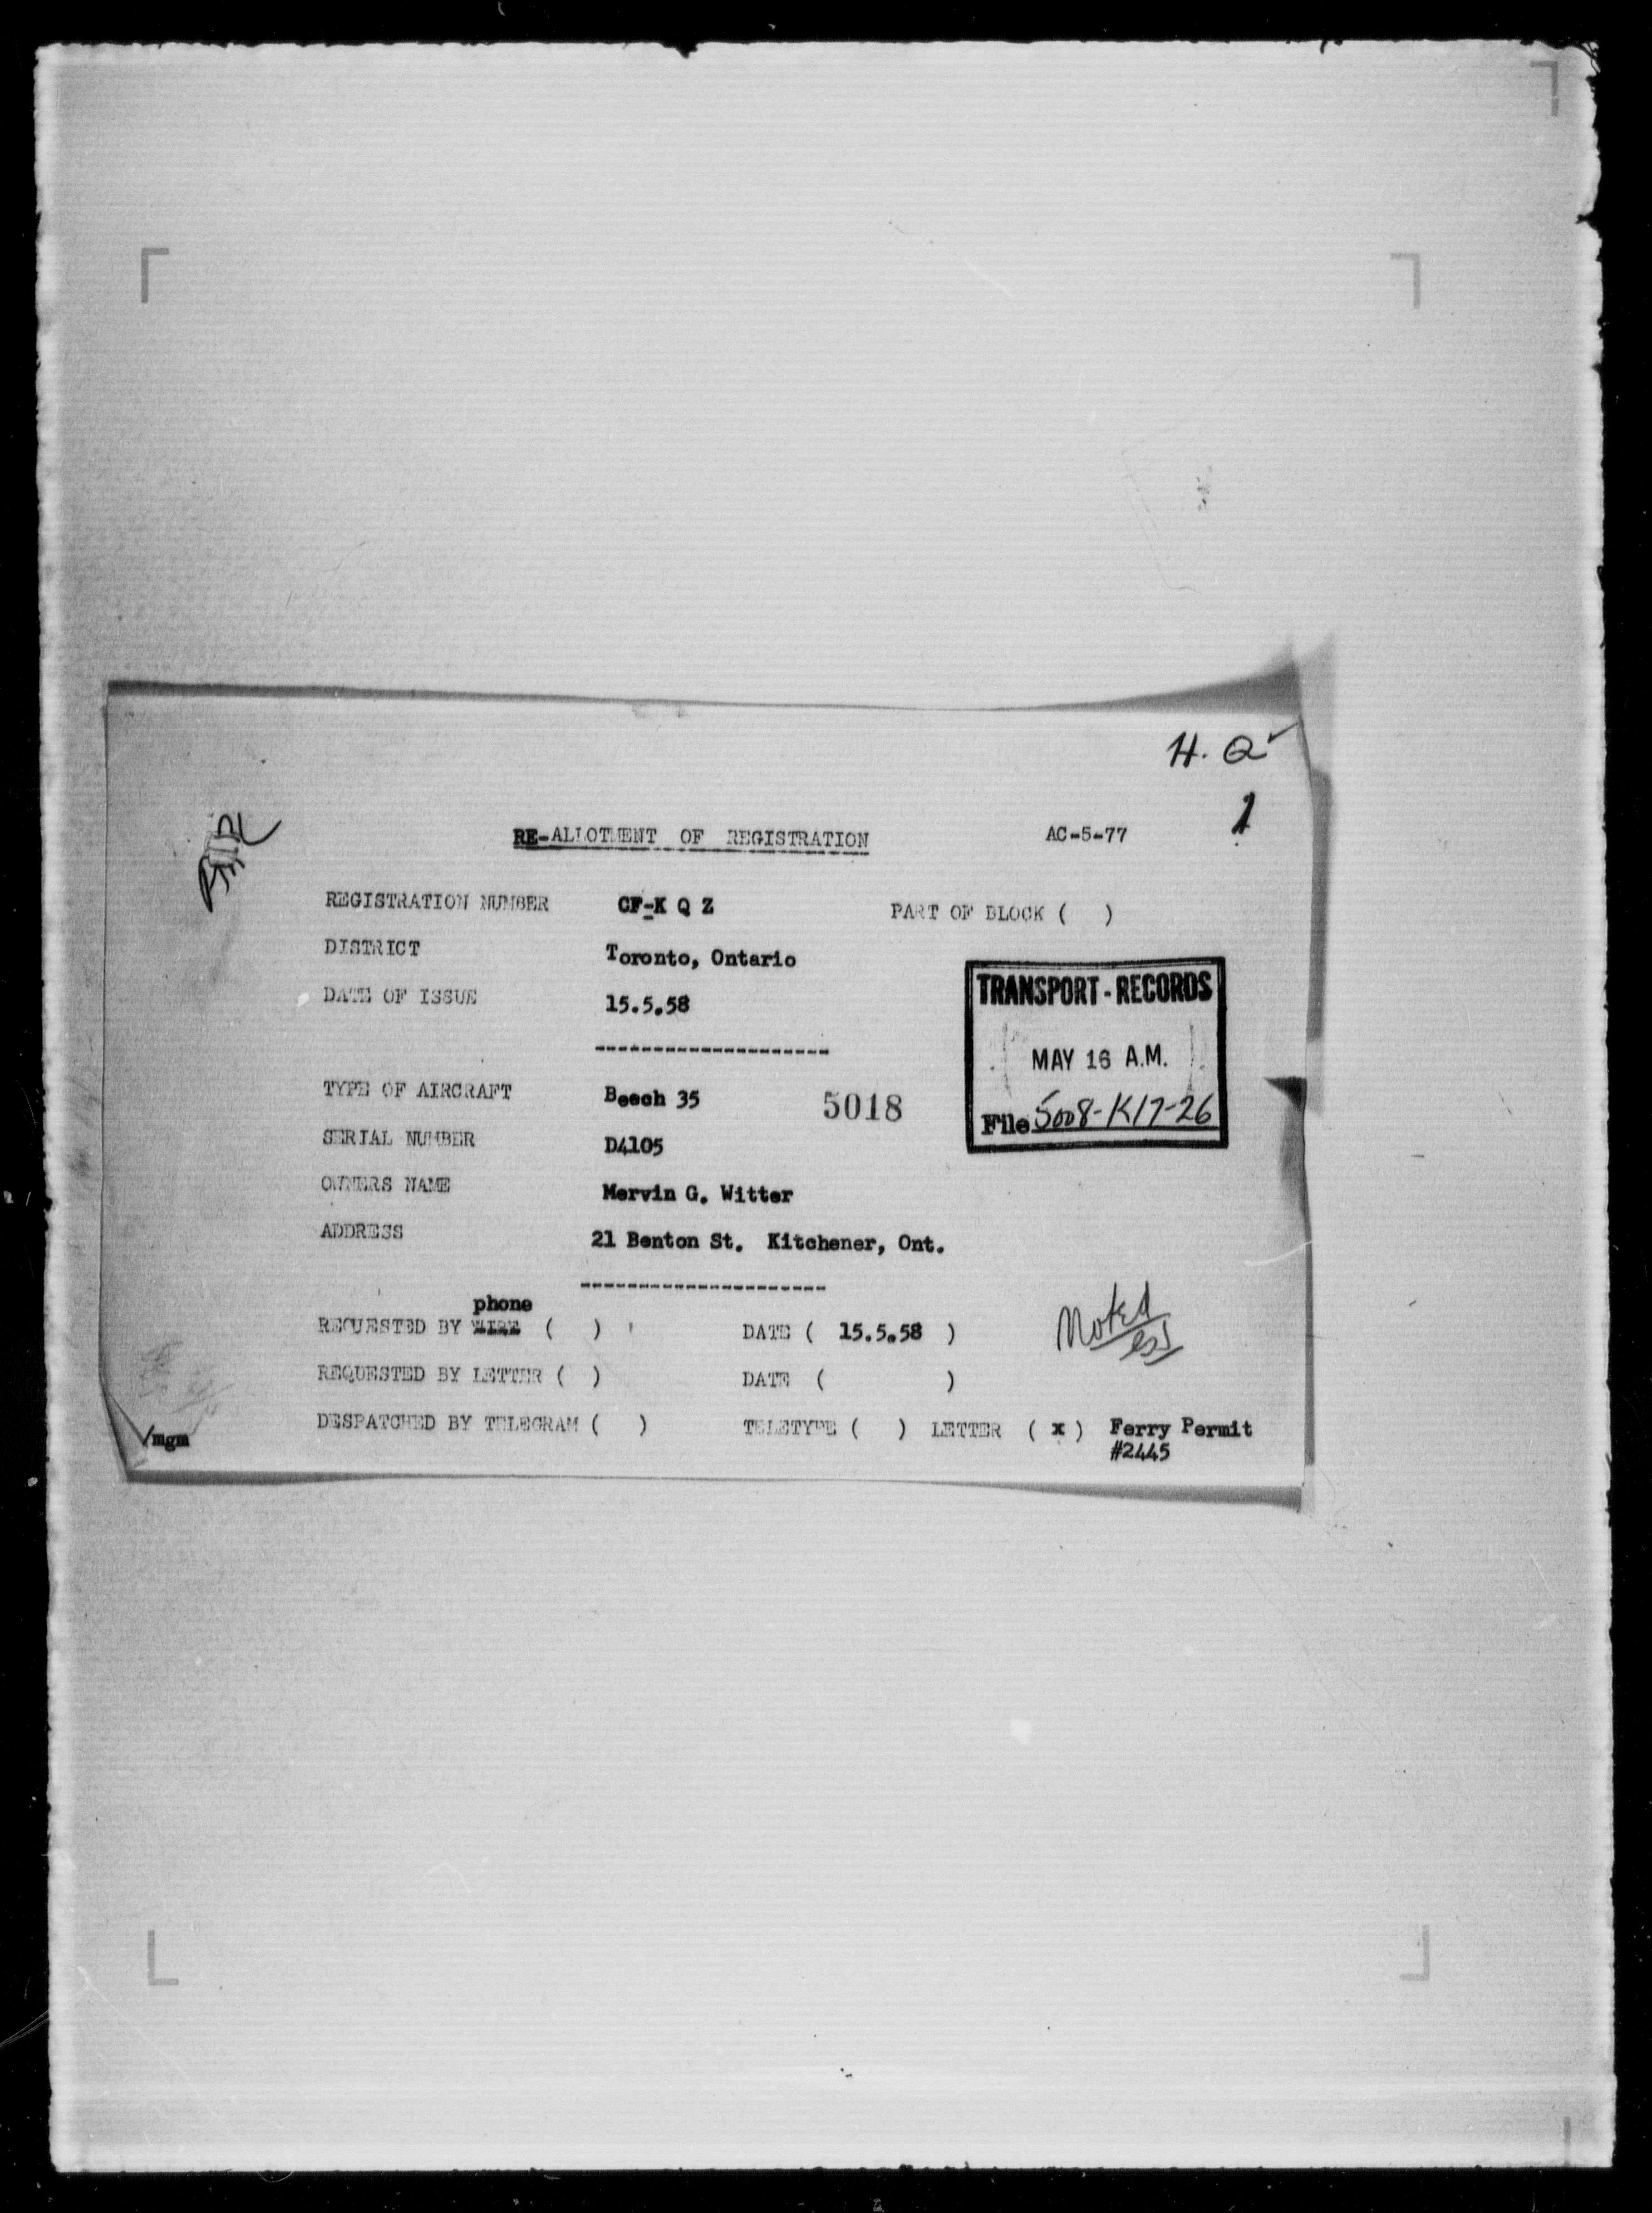 H. Q
1
RE-ALLOTMENT OF REGISTRATION AC-5-77
REGISTRATION NUMBER CF-K Q Z PART OF BLOCK ( )
DISTRICT Toronto, Ontario
DATE OF ISSUE 15.5.58
TRANSPORT - RECORDS
MAY 16 A.M.
File 5008-K17-26
--------------------
TYPE OF AIRCRAFT Beech 35 5018
SERIAL NUMBER D4105
OWNERS NAME Mervin G. Witter
ADDRESS 21 Benton St. Kitchener, Ont.
---------------------
phone
REQUESTED BY WIRE ( ) DATE ( 15.5.58 )
Noted
REQUESTED BY LETTER ( ) DATE ( )
DESPATCHED BY TELEGRAM ( ) TELETYPE ( ) LETTER ( x ) Ferry Permit
#2445
/mgm